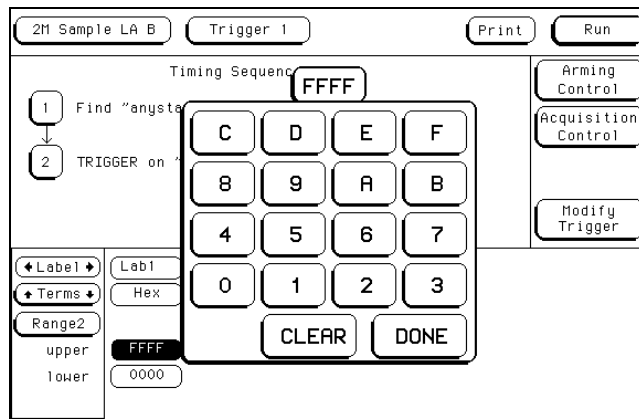 2M Sample LA B Trigger 1 Print Run
Timing Sequenc
FFFF
Arming
Control
1 Find "anysta
Acquisition
Control
2 TRIGGER on "
Modify
Trigger
C D E F
8 9 A B
4 5 6 7
0 1 2 3
CLEAR DONE
Label Lab1
Terms Hex
Range2
upper FFFF
lower 0000